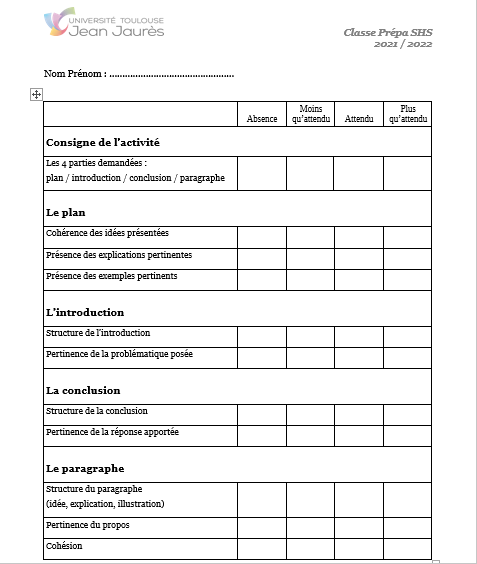 UNIVERSITÉ TOULOUSE
Jean Jaurès
Classe Prépa SHS
2021 / 2022
Nom Prénom : ................................................
Absence
Moins
qu’attendu
Attendu
Plus
qu’attendu
Consigne de l’activité
Les 4 parties demandées :
plan / introduction / conclusion / paragraphe
Le plan
Cohérence des idées présentées
Présence des explications pertinentes
Présence des exemples pertinents
L’introduction
Structure de l’introduction
Pertinence de la problématique posée
La conclusion
Structure de la conclusion
Pertinence de la réponse apportée
Le paragraphe
Structure du paragraphe
(idée, explication, illustration)
Pertinence du propos
Cohésion